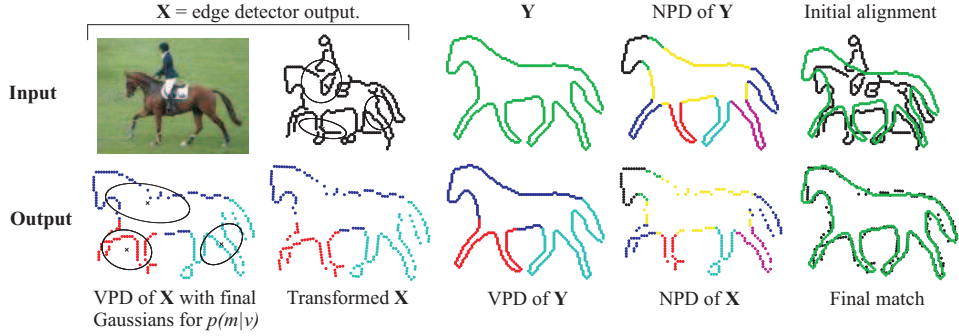 X = edge detector output.
Y
NPD of Y
Initial alignment
Input
Output
VPD of X with final
Gaussians for p(m|v)
Transformed X
VPD of Y
NPD of X
Final match